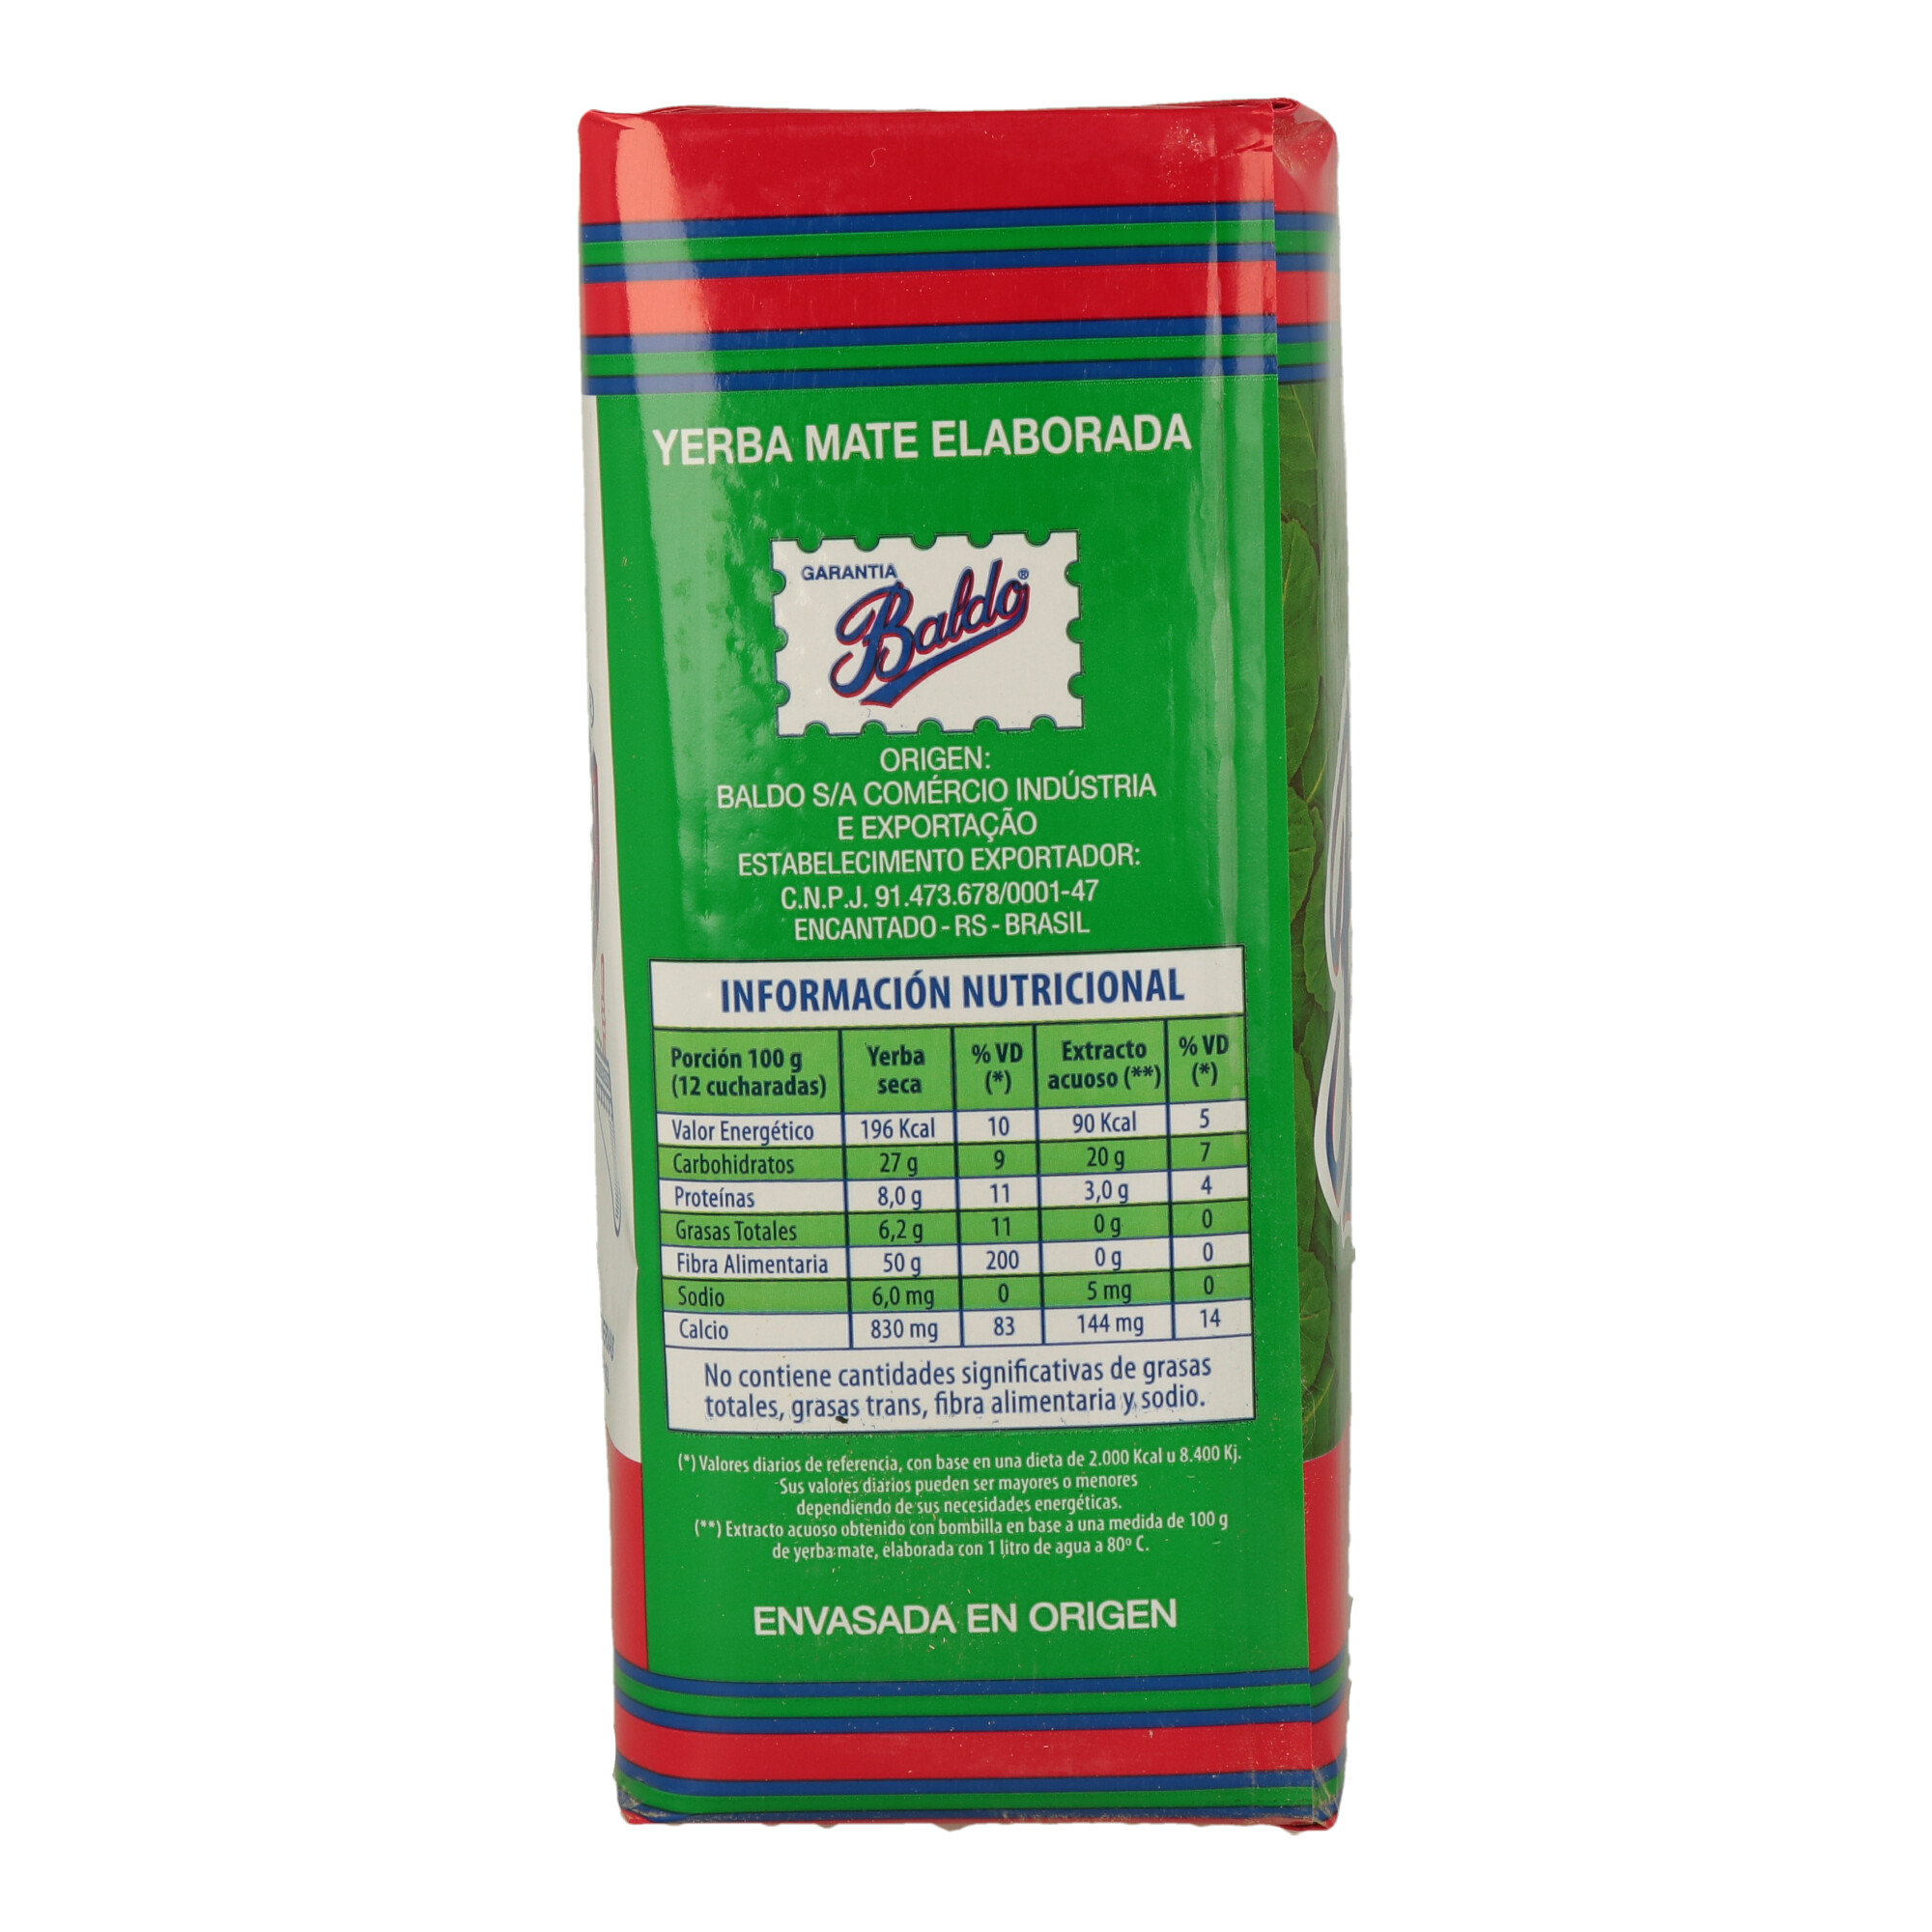 YERBA MATE ELABORADA
GARANTIA
Baldo®
ORIGEN:
BALDO S/A COMÉRCIO INDÚSTRIA
E EXPORTAÇÃO
ESTABELECIMENTO EXPORTADOR:
C.N.P.J. 91.473.678/0001-47
ENCANTADO - RS - BRASIL
INFORMACIÓN NUTRICIONAL
Porción 100 g (12 cucharadas) Yerba seca % VD (*) Extracto acuoso (**) % VD (*)
Valor Energético 196 Kcal 10 90 Kcal 5
Carbohidratos 27 g 9 20 g 7
Proteínas 8,0 g 11 3,0 g 4
Grasas Totales 6,2 g 11 0 g 0
Fibra Alimentaria 50 g 200 0 g 0
Sodio 6,0 mg 0 5 mg 0
Calcio 830 mg 83 144 mg 14
No contiene cantidades significativas de grasas
totales, grasas trans, fibra alimentaria y sodio.
(*) Valores diarios de referencia, con base en una dieta de 2.000 Kcal u 8.400 Kj.
Sus valores diarios pueden ser mayores o menores
dependiendo de sus necesidades energéticas.
(**) Extracto acuoso obtenido con bombilla en base a una medida de 100 g
de yerba mate, elaborada con 1 litro de agua a 80º C.
ENVASADA EN ORIGEN